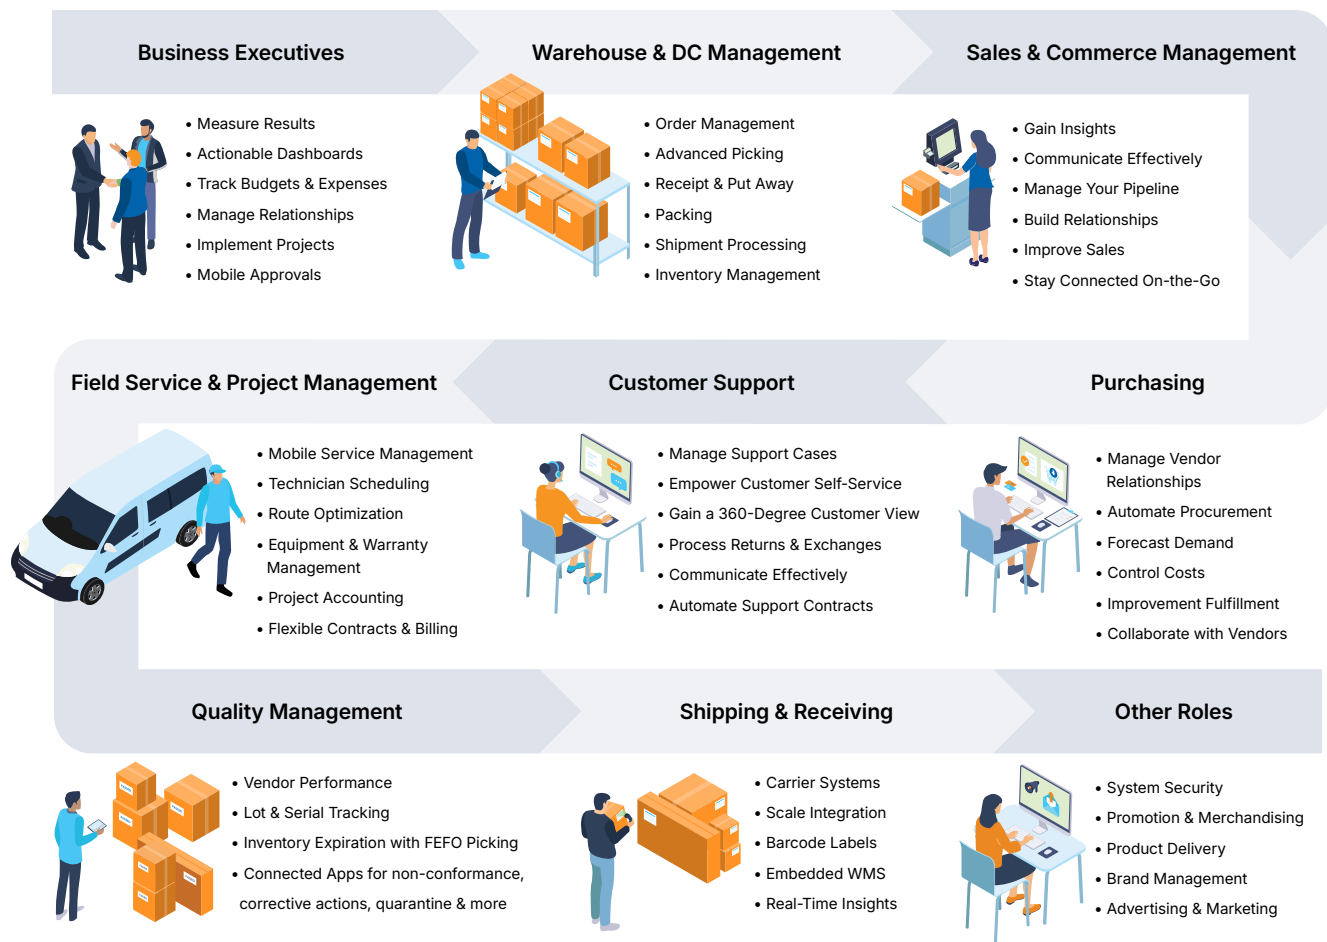 Business Executives
• Measure Results
• Actionable Dashboards
• Track Budgets & Expenses
• Manage Relationships
• Implement Projects
• Mobile Approvals
Warehouse & DC Management
• Order Management
• Advanced Picking
• Receipt & Put Away
• Packing
• Shipment Processing
• Inventory Management
Sales & Commerce Management
• Gain Insights
• Communicate Effectively
• Manage Your Pipeline
• Build Relationships
• Improve Sales
• Stay Connected On-the-Go
Field Service & Project Management
• Mobile Service Management
• Technician Scheduling
• Route Optimization
• Equipment & Warranty
Management
• Project Accounting
• Flexible Contracts & Billing
Customer Support
• Manage Support Cases
• Empower Customer Self-Service
• Gain a 360-Degree Customer View
• Process Returns & Exchanges
• Communicate Effectively
• Automate Support Contracts
Purchasing
• Manage Vendor
Relationships
• Automate Procurement
• Forecast Demand
• Control Costs
• Improvement Fulfillment
• Collaborate with Vendors
Quality Management
• Vendor Performance
• Lot & Serial Tracking
• Inventory Expiration with FEFO Picking
• Connected Apps for non-conformance,
corrective actions, quarantine & more
Shipping & Receiving
• Carrier Systems
• Scale Integration
• Barcode Labels
• Embedded WMS
• Real-Time Insights
Other Roles
• System Security
• Promotion & Merchandising
• Product Delivery
• Brand Management
• Advertising & Marketing